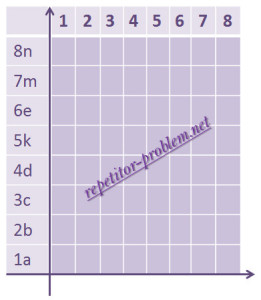 1 2 3 4 5 6 7 8
8n
7m
6e
5k
4d
3c
2b
1a
repetitor-problem.net